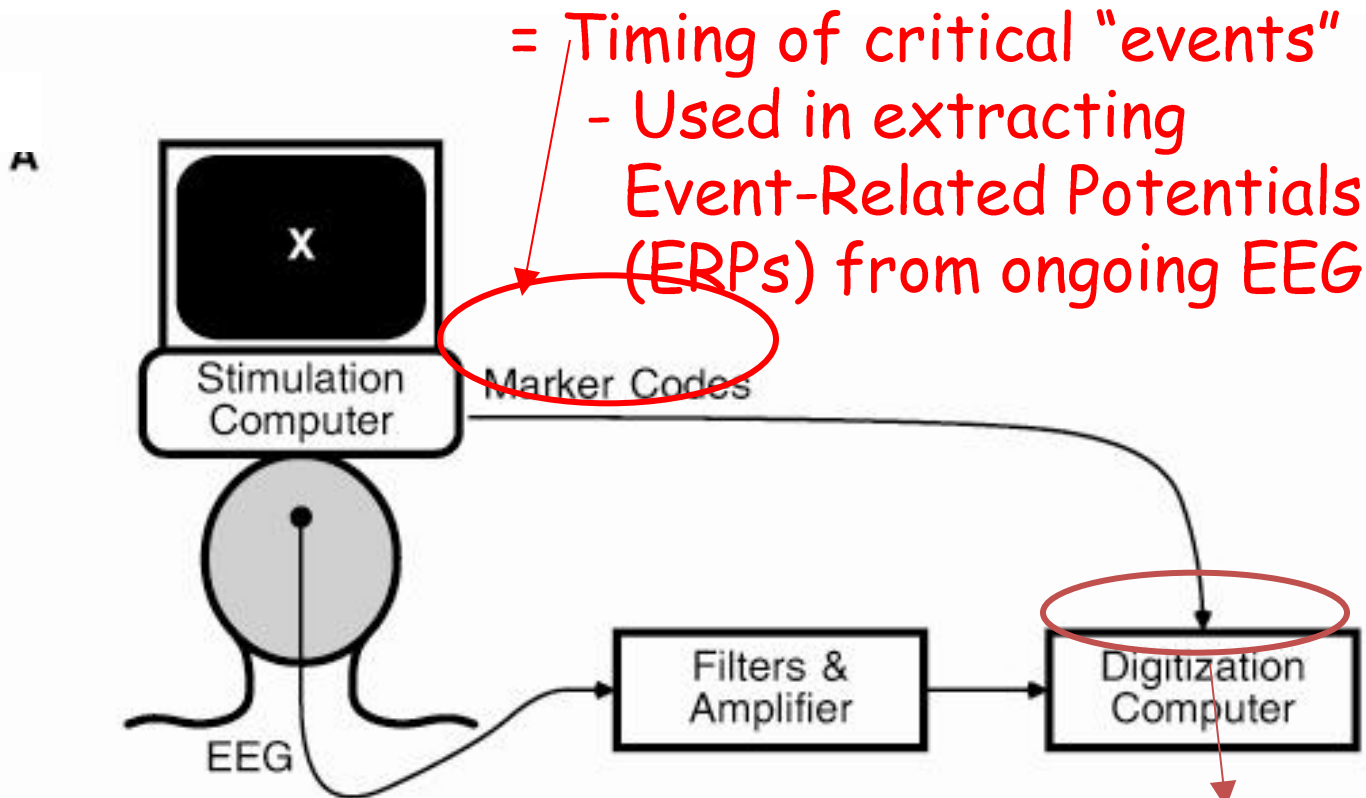 = Timing of critical “events”
- Used in extracting
Event-Related Potentials
(ERPs) from ongoing EEG
A
X
Stimulation
Computer
Marker Codes
Filters &
Amplifier
Digitization
Computer
EEG